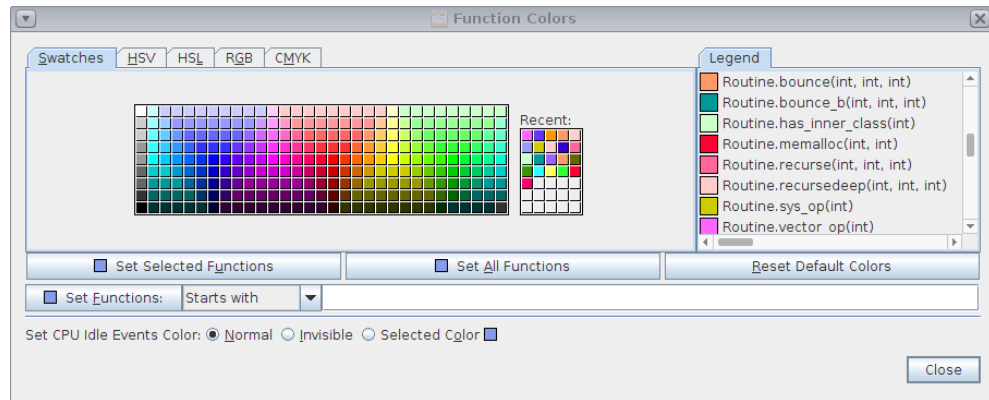 Function Colors
Swatches HSV HSL RGB CMYK
Legend
Recent:
Routine.bounce(int, int, int)
Routine.bounce_b(int, int, int)
Routine.has_inner_class(int)
Routine.memalloc(int, int)
Routine.recurse(int, int, int)
Routine.recursedeep(int, int, int)
Routine.sys_op(int)
Routine.vector_op(int)
Set Selected Functions Set All Functions Reset Default Colors
Set Functions: Starts with
Set CPU Idle Events Color: Normal Invisible Selected Color
Close